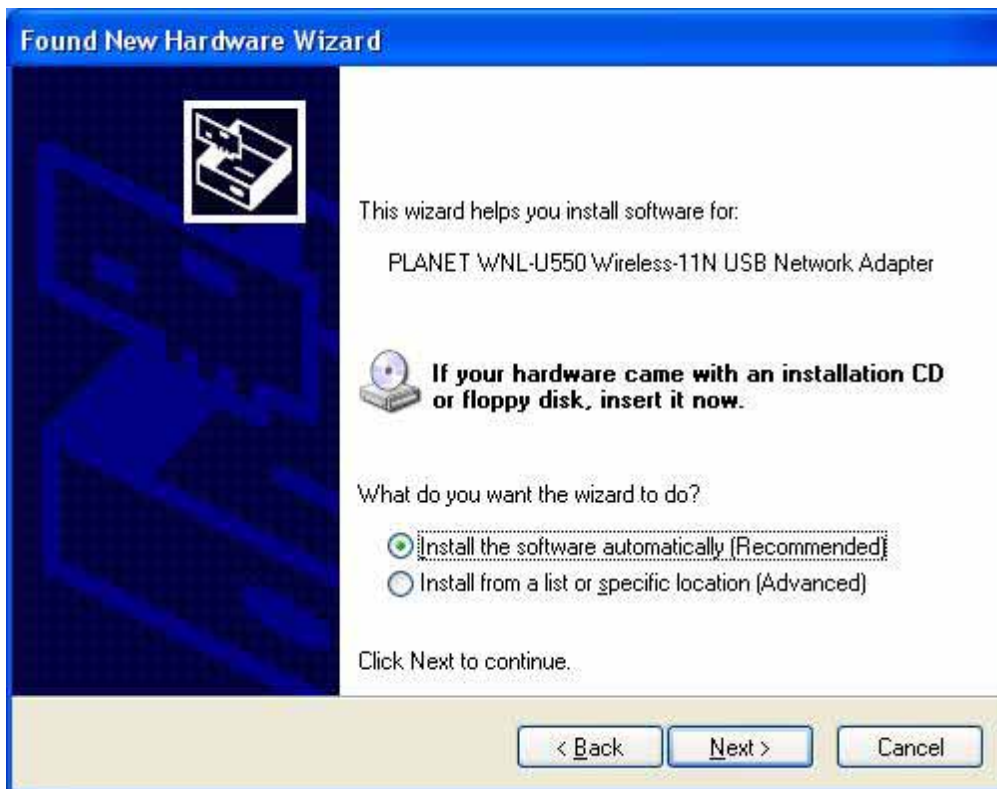 Found New Hardware Wizard
This wizard helps you install software for:
PLANET WNL-U550 Wireless-11N USB Network Adapter
If your hardware came with an installation CD
or floppy disk, insert it now.
What do you want the wizard to do?
Install the software automatically (Recommended)
Install from a list or specific location (Advanced)
Click Next to continue.
< Back
Next >
Cancel